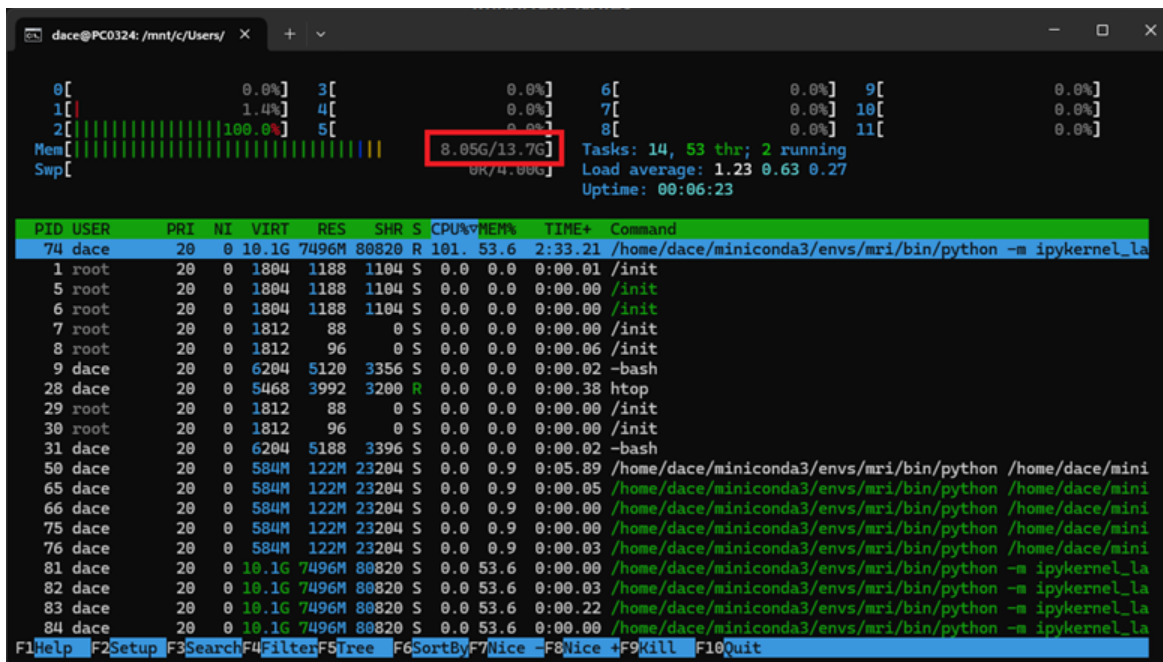 dace@PC0324: /mnt/c/Users/
0[ 0.0%] 3[ 0.0%] 6[ 0.0%] 9[ 0.0%]
1[| 1.4%] 4[ 0.0%] 7[ 0.0%] 10[ 0.0%]
2[||||||||||||||||||100.0%] 5[ 0.0%] 8[ 0.0%] 11[ 0.0%]
Mem[||||||||||||||||||||||||||||||| 8.05G/13.7G] Tasks: 14, 53 thr; 2 running
Swp[ 0K/4.00G] Load average: 1.23 0.63 0.27
Uptime: 00:06:23
PID USER PRI NI VIRT RES SHR S CPU%▽MEM% TIME+ Command
74 dace 20 0 10.1G 7496M 80820 R 101. 53.6 2:33.21 /home/dace/miniconda3/envs/mri/bin/python -m ipykernel_la
1 root 20 0 1804 1188 1104 S 0.0 0.0 0:00.01 /init
5 root 20 0 1804 1188 1104 S 0.0 0.0 0:00.00 /init
6 root 20 0 1804 1188 1104 S 0.0 0.0 0:00.00 /init
7 root 20 0 1812 88 0 S 0.0 0.0 0:00.00 /init
8 root 20 0 1812 96 0 S 0.0 0.0 0:00.06 /init
9 dace 20 0 6204 5120 3356 S 0.0 0.0 0:00.02 -bash
28 dace 20 0 5468 3992 3200 R 0.0 0.0 0:00.38 htop
29 root 20 0 1812 88 0 S 0.0 0.0 0:00.00 /init
30 root 20 0 1812 96 0 S 0.0 0.0 0:00.00 /init
31 dace 20 0 6204 5188 3396 S 0.0 0.0 0:00.02 -bash
50 dace 20 0 584M 122M 23204 S 0.0 0.9 0:05.89 /home/dace/miniconda3/envs/mri/bin/python /home/dace/mini
65 dace 20 0 584M 122M 23204 S 0.0 0.9 0:00.05 /home/dace/miniconda3/envs/mri/bin/python /home/dace/mini
66 dace 20 0 584M 122M 23204 S 0.0 0.9 0:00.00 /home/dace/miniconda3/envs/mri/bin/python /home/dace/mini
75 dace 20 0 584M 122M 23204 S 0.0 0.9 0:00.00 /home/dace/miniconda3/envs/mri/bin/python /home/dace/mini
76 dace 20 0 584M 122M 23204 S 0.0 0.9 0:00.03 /home/dace/miniconda3/envs/mri/bin/python /home/dace/mini
81 dace 20 0 10.1G 7496M 80820 S 0.0 53.6 0:00.00 /home/dace/miniconda3/envs/mri/bin/python -m ipykernel_la
82 dace 20 0 10.1G 7496M 80820 S 0.0 53.6 0:00.03 /home/dace/miniconda3/envs/mri/bin/python -m ipykernel_la
83 dace 20 0 10.1G 7496M 80820 S 0.0 53.6 0:00.22 /home/dace/miniconda3/envs/mri/bin/python -m ipykernel_la
84 dace 20 0 10.1G 7496M 80820 S 0.0 53.6 0:00.00 /home/dace/miniconda3/envs/mri/bin/python -m ipykernel_la
F1Help F2Setup F3SearchF4FilterF5Tree F6SortByF7Nice -F8Nice +F9Kill F10Quit